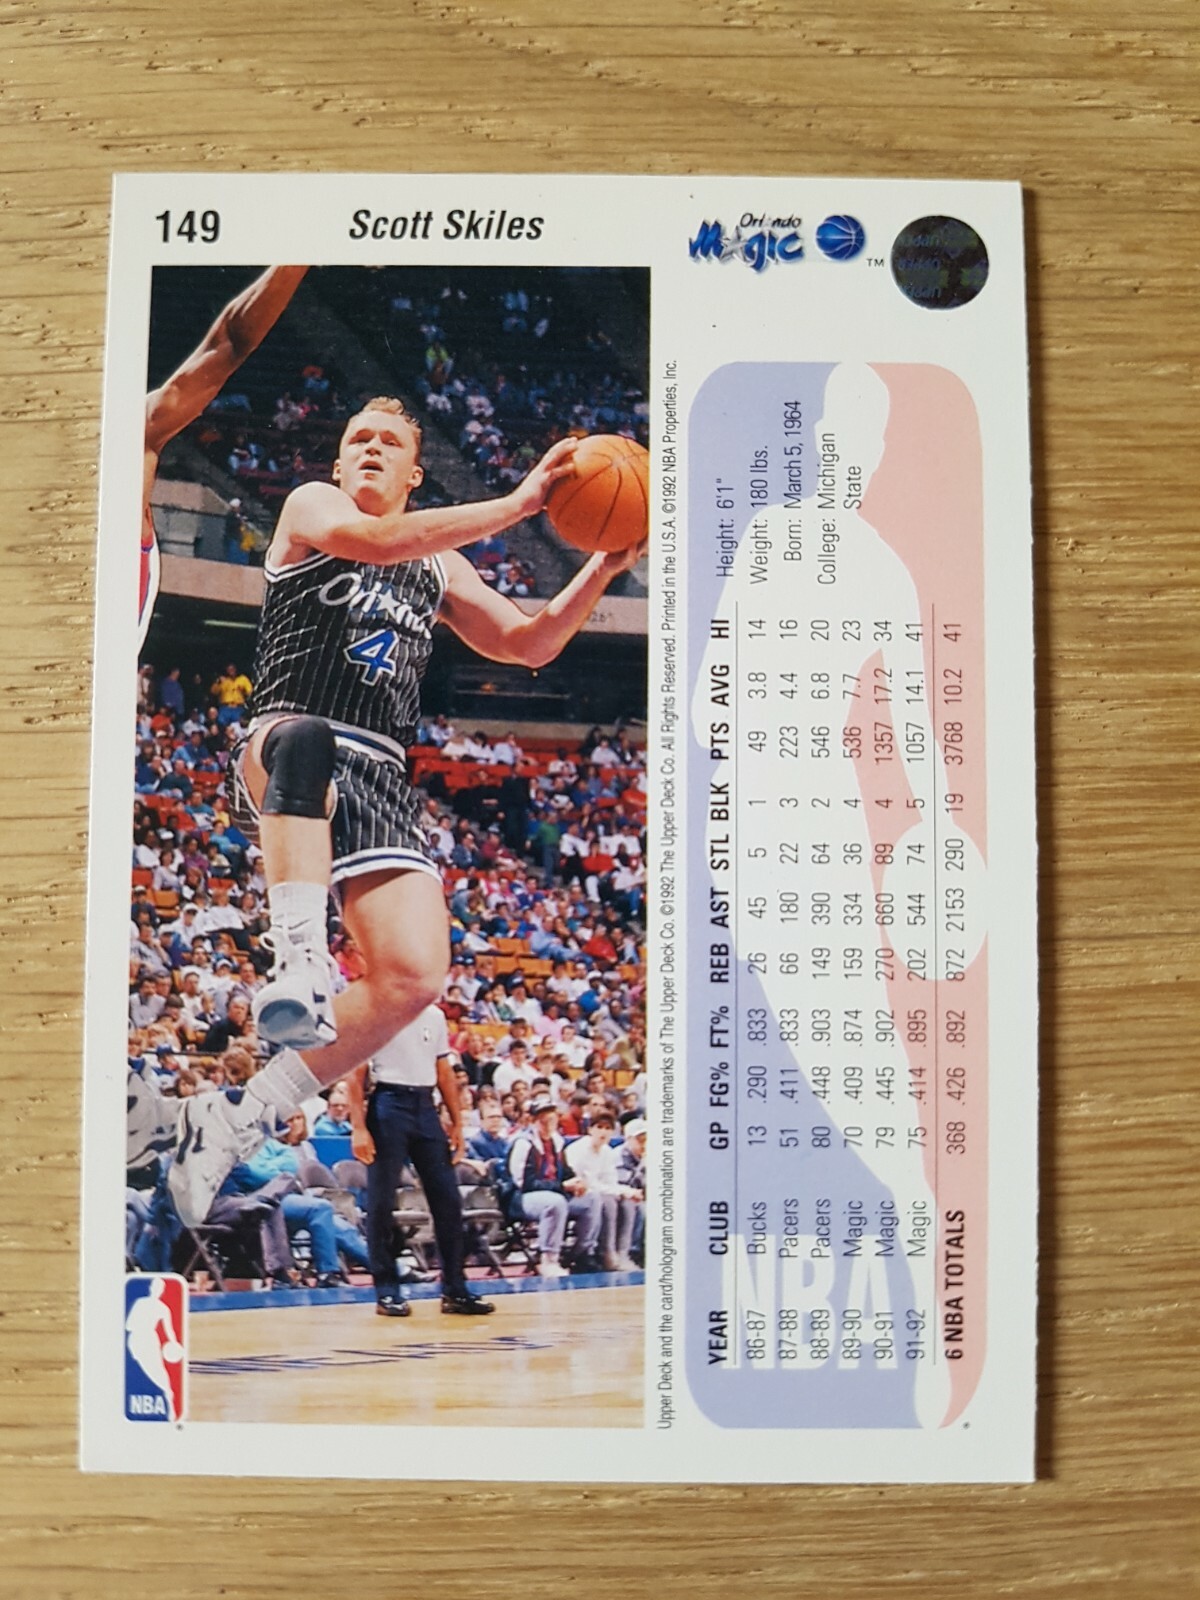 149
Scott Skiles
Orlando
Magic
TM
Orlando
4
NBA
Upper Deck and the card/hologram combination are trademarks of The Upper Deck Co. ©1992 The Upper Deck Co. All Rights Reserved. Printed in the U.S.A. ©1992 NBA Properties, Inc.
Height: 6'1"
Weight: 180 lbs.
Born: March 5, 1964
College: Michigan
State
YEAR CLUB GP FG% FT% REB AST STL BLK PTS AVG HI
86-87 Bucks 13 .290 .833 26 45 5 1 49 3.8 14
87-88 Pacers 51 .411 .833 66 180 22 3 223 4.4 16
88-89 Pacers 80 .448 .903 149 390 64 2 546 6.8 20
89-90 Magic 70 .409 .874 159 334 36 4 536 7.7 23
90-91 Magic 79 .445 .902 270 660 89 4 1357 17.2 34
91-92 Magic 75 .414 .895 202 544 74 5 1057 14.1 41
6 NBA TOTALS 368 .426 .892 872 2153 290 19 3768 10.2 41
NBA